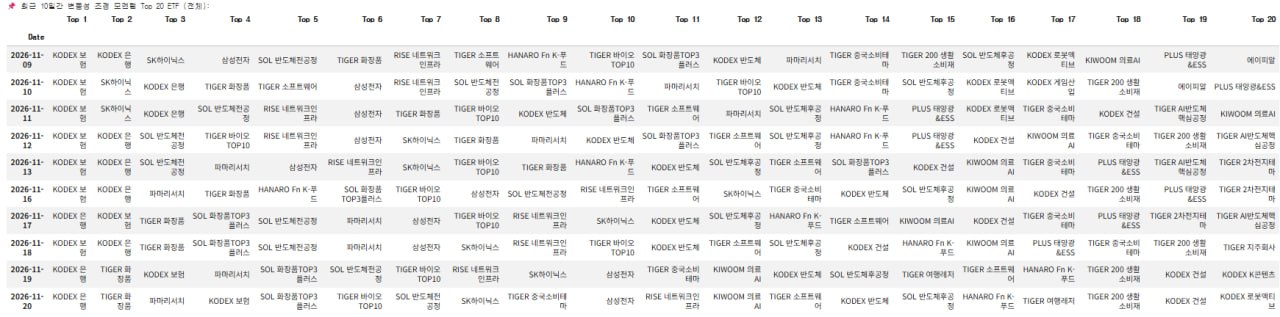 📌 최근 10일간 변동성 조정 모멘텀 Top 20 ETF (전체):
Top 1 Top 2 Top 3 Top 4 Top 5 Top 6 Top 7 Top 8 Top 9 Top 10 Top 11 Top 12 Top 13 Top 14 Top 15 Top 16 Top 17 Top 18 Top 19 Top 20
Date
2026-11-09 KODEX 보험 KODEX 은행 SK하이닉스 삼성전자 SOL 반도체전공정 TIGER 화장품 RISE 네트워크인프라 TIGER 소프트웨어 HANARO Fn K-푸드 TIGER 바이오TOP10 SOL 화장품TOP3플러스 KODEX 반도체 파마리서치 TIGER 중국소비테마 TIGER 200 생활소비재 SOL 반도체후공정 KODEX 로봇액티브 KIWOOM 의료AI PLUS 태양광&ESS 에이피알
2026-11-10 KODEX 보험 SK하이닉스 KODEX 은행 TIGER 화장품 TIGER 소프트웨어 삼성전자 RISE 네트워크인프라 SOL 반도체전공정 SOL 화장품TOP3플러스 HANARO Fn K-푸드 파마리서치 TIGER 바이오TOP10 KODEX 반도체 TIGER 중국소비테마 SOL 반도체후공정 KODEX 로봇액티브 KODEX 게임산업 TIGER 200 생활소비재 에이피알 PLUS 태양광&ESS
2026-11-11 KODEX 보험 SK하이닉스 KODEX 은행 SOL 반도체전공정 RISE 네트워크인프라 삼성전자 TIGER 화장품 TIGER 바이오TOP10 KODEX 반도체 SOL 화장품TOP3플러스 TIGER 소프트웨어 파마리서치 SOL 반도체후공정 HANARO Fn K-푸드 PLUS 태양광&ESS KODEX 로봇액티브 TIGER 중국소비테마 KODEX 건설 TIGER AI반도체핵심공정 KIWOOM 의료AI
2026-11-12 KODEX 보험 KODEX 은행 SOL 반도체전공정 TIGER 바이오TOP10 RISE 네트워크인프라 삼성전자 SK하이닉스 TIGER 화장품 파마리서치 KODEX 반도체 SOL 화장품TOP3플러스 TIGER 소프트웨어 SOL 반도체후공정 HANARO Fn K-푸드 PLUS 태양광&ESS KODEX 건설 KIWOOM 의료AI TIGER 중국소비테마 TIGER 200 생활소비재 TIGER AI반도체핵심공정
2026-11-13 KODEX 보험 KODEX 은행 SOL 반도체전공정 파마리서치 삼성전자 RISE 네트워크인프라 SK하이닉스 TIGER 바이오TOP10 TIGER 화장품 HANARO Fn K-푸드 KODEX 반도체 SOL 반도체후공정 TIGER 소프트웨어 SOL 화장품TOP3플러스 KODEX 건설 KIWOOM 의료AI TIGER 중국소비테마 PLUS 태양광&ESS TIGER AI반도체핵심공정 TIGER 2차전지테마
2026-11-16 KODEX 보험 KODEX 은행 파마리서치 TIGER 화장품 HANARO Fn K-푸드 SOL 화장품TOP3플러스 TIGER 바이오TOP10 삼성전자 SOL 반도체전공정 RISE 네트워크인프라 TIGER 소프트웨어 SK하이닉스 TIGER 중국소비테마 KODEX 반도체 SOL 반도체후공정 KIWOOM 의료AI KODEX 건설 TIGER 200 생활소비재 PLUS 태양광&ESS TIGER 2차전지테마
2026-11-17 KODEX 은행 KODEX 보험 TIGER 화장품 SOL 화장품TOP3플러스 SOL 반도체전공정 파마리서치 삼성전자 TIGER 바이오TOP10 RISE 네트워크인프라 SK하이닉스 KODEX 반도체 SOL 반도체후공정 HANARO Fn K-푸드 TIGER 소프트웨어 KIWOOM 의료AI KODEX 건설 TIGER 중국소비테마 PLUS 태양광&ESS TIGER 2차전지테마 TIGER AI반도체핵심공정
2026-11-18 KODEX 은행 KODEX 보험 TIGER 화장품 SOL 화장품TOP3플러스 SOL 반도체전공정 파마리서치 삼성전자 SK하이닉스 RISE 네트워크인프라 TIGER 바이오TOP10 KODEX 반도체 TIGER 소프트웨어 SOL 반도체후공정 KODEX 건설 HANARO Fn K-푸드 KIWOOM 의료AI PLUS 태양광&ESS TIGER 중국소비테마 TIGER 200 생활소비재 TIGER 지주회사
2026-11-19 KODEX 은행 TIGER 화장품 KODEX 보험 파마리서치 SOL 화장품TOP3플러스 SOL 반도체전공정 TIGER 바이오TOP10 RISE 네트워크인프라 SK하이닉스 삼성전자 TIGER 중국소비테마 KIWOOM 의료AI KODEX 반도체 SOL 반도체후공정 TIGER 여행레저 TIGER 소프트웨어 HANARO Fn K-푸드 TIGER 200 생활소비재 KODEX 건설 KODEX K콘텐츠
2026-11-20 KODEX 은행 TIGER 화장품 파마리서치 KODEX 보험 SOL 화장품TOP3플러스 TIGER 바이오TOP10 SOL 반도체전공정 SK하이닉스 TIGER 중국소비테마 삼성전자 RISE 네트워크인프라 KIWOOM 의료AI TIGER 소프트웨어 KODEX 반도체 SOL 반도체후공정 HANARO Fn K-푸드 TIGER 여행레저 TIGER 200 생활소비재 KODEX 건설 KODEX 로봇액티브